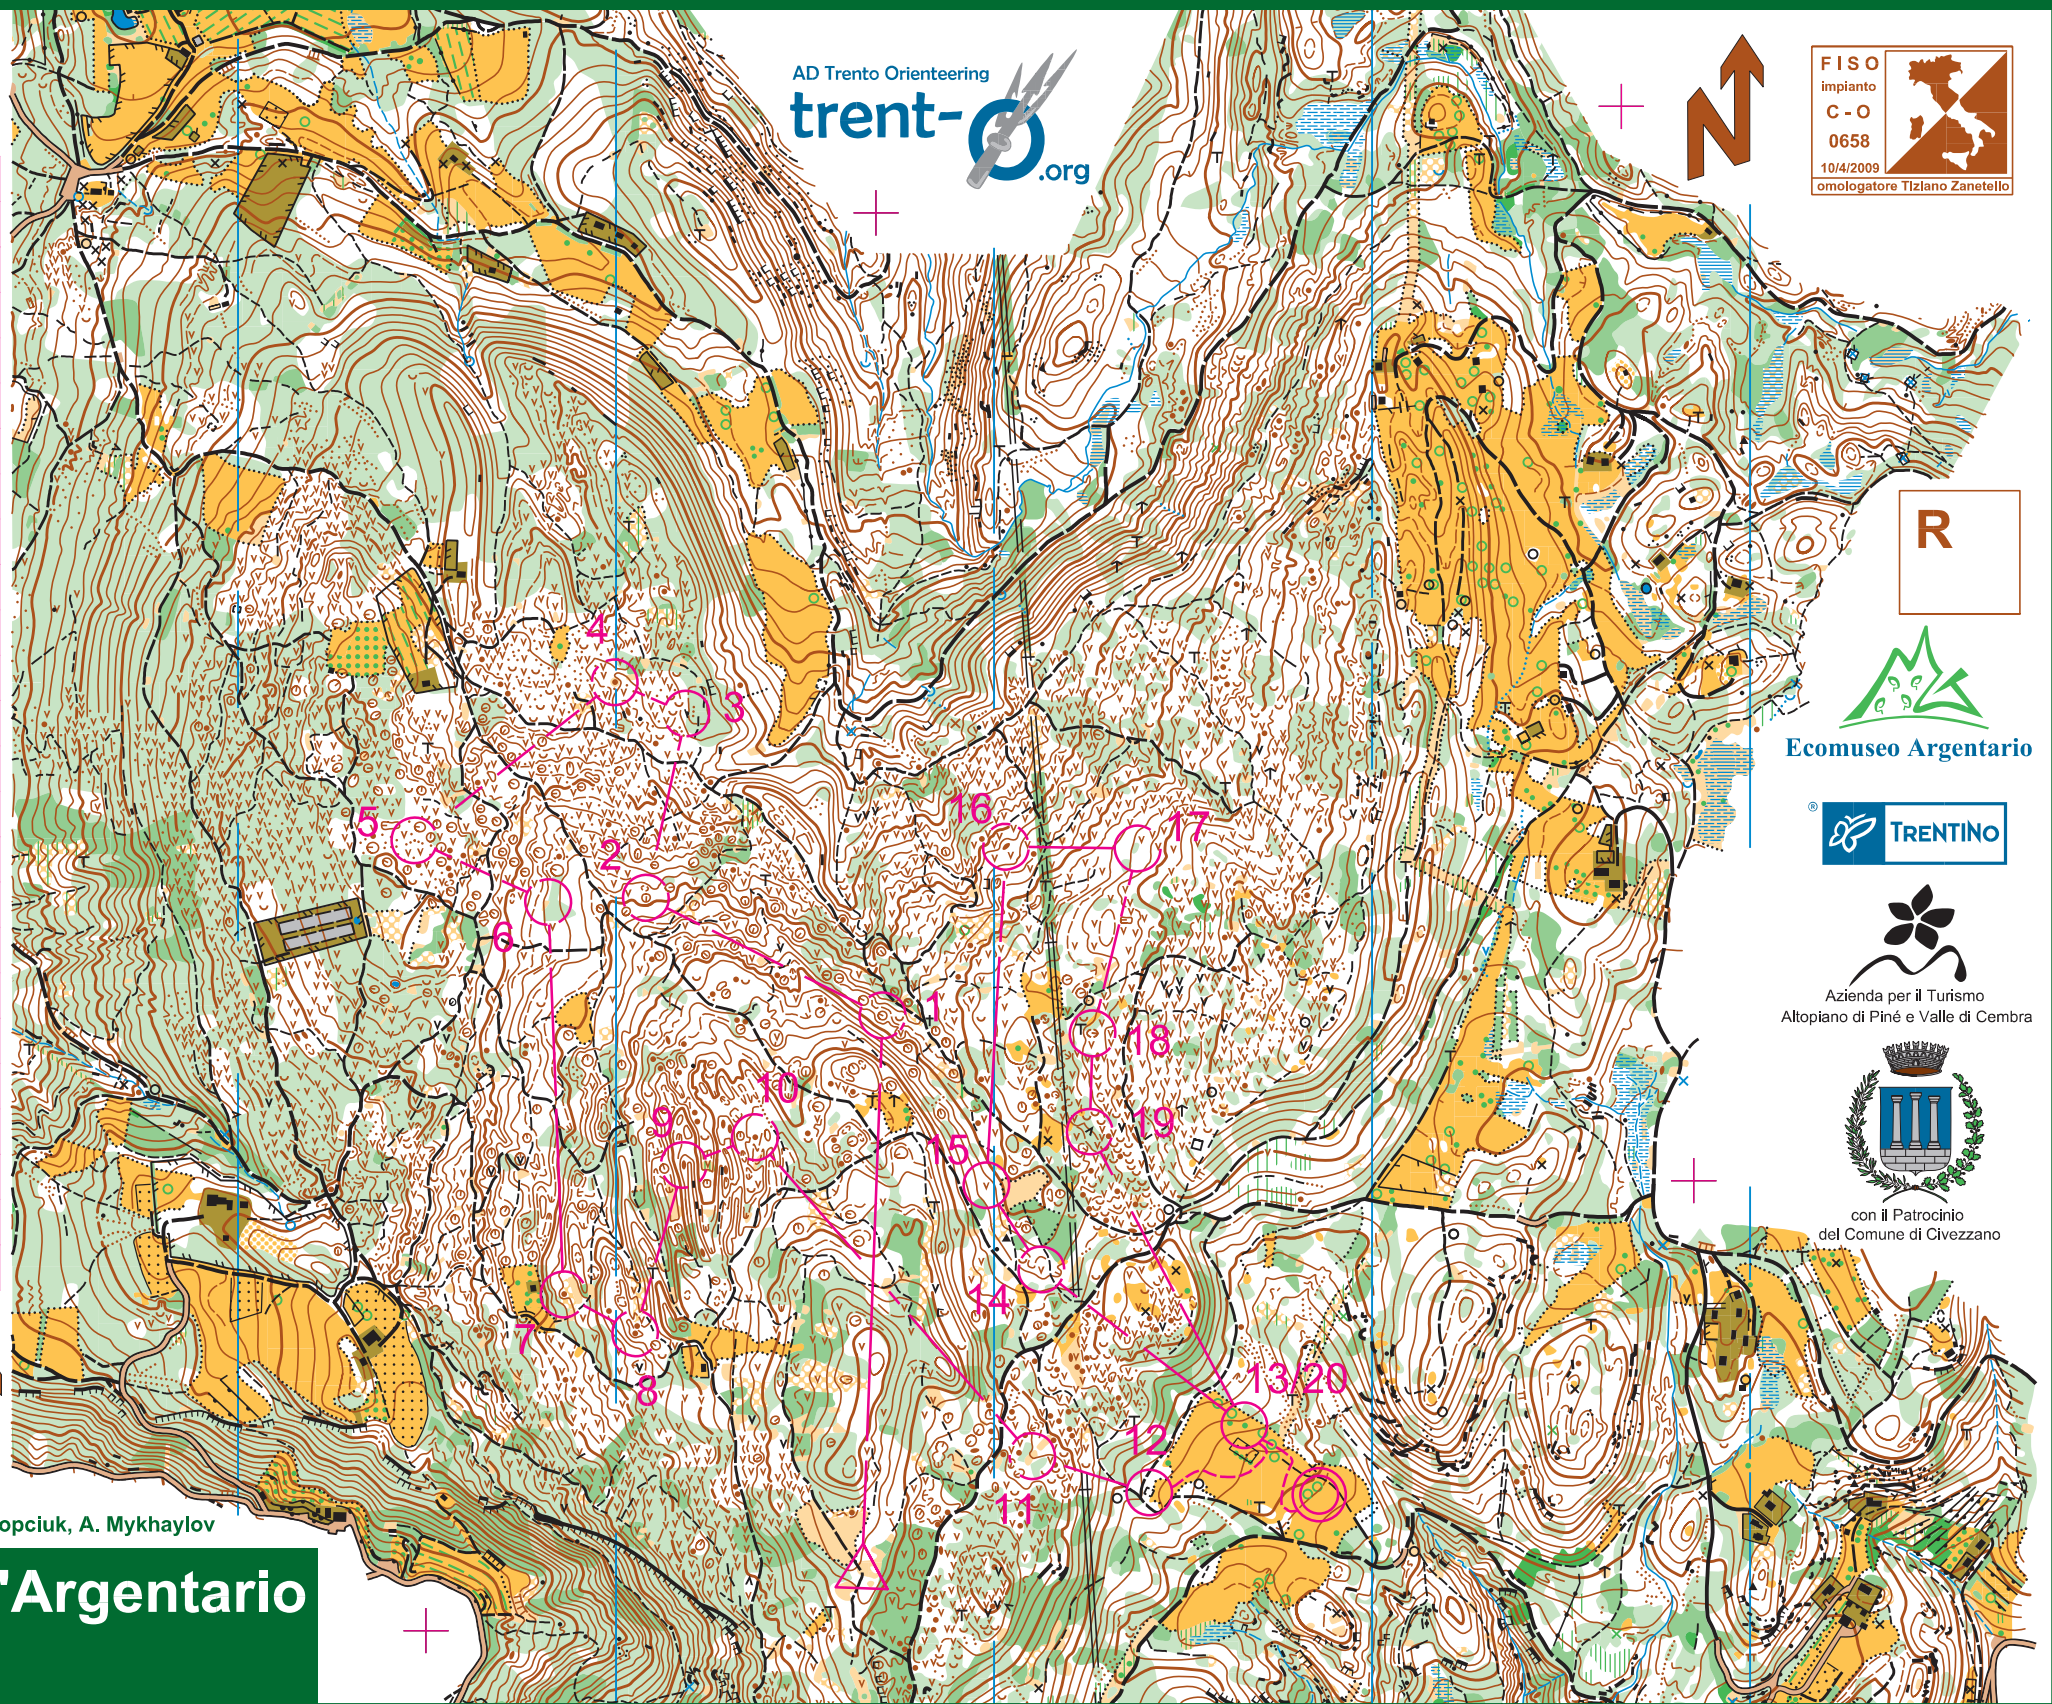 AD Trento Orienteering
trent-O
.org
FISO
impianto
C - O
0658
10/4/2009
omologatore TIziano Zanetello
R
Ecomuseo Argentario
®
TRENTINO
Azienda per il Turismo
Altopiano di Piné e Valle di Cembra
con il Patrocinio
del Comune di Civezzano
4
3
5
2
16
17
6
1
18
10
9
19
15
14
7
8
13/20
12
11
opciuk, A. Mykhaylov
'Argentario